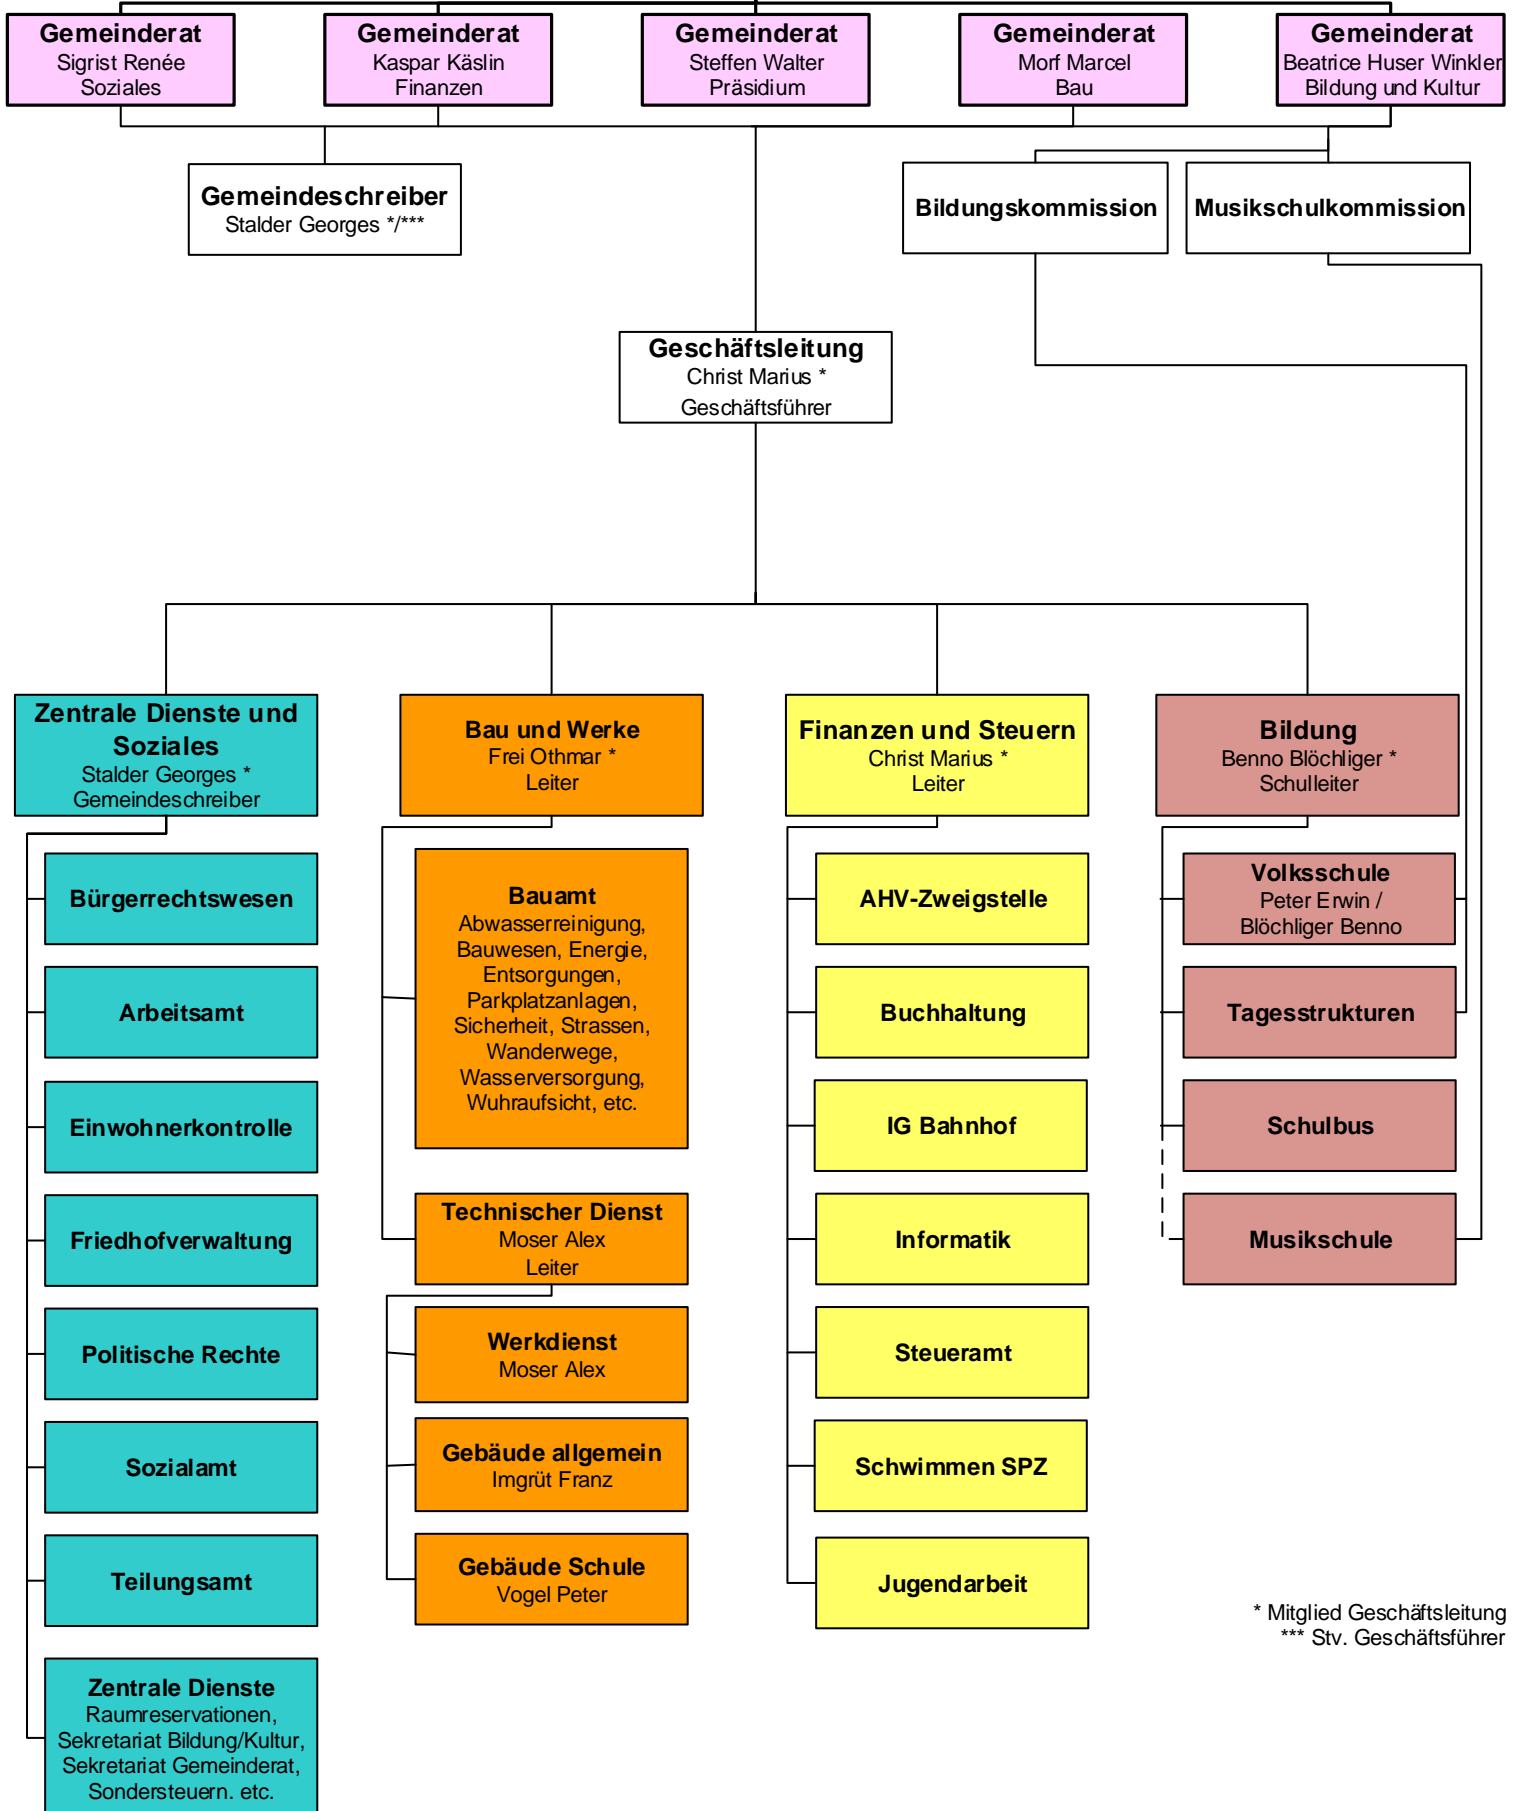 Gemeinderat
Sigrist Renée
Soziales
Gemeinderat
Kaspar Käslin
Finanzen
Gemeinderat
Steffen Walter
Präsidium
Gemeinderat
Morf Marcel
Bau
Gemeinderat
Beatrice Huser Winkler
Bildung und Kultur
Gemeindeschreiber
Stalder Georges */***
Bildungskommission
Musikschulkommission
Geschäftsleitung
Christ Marius *
Geschäftsführer
Zentrale Dienste und
Soziales
Stalder Georges *
Gemeindeschreiber
Bürgerrechtswesen
Arbeitsamt
Einwohnerkontrolle
Friedhofverwaltung
Politische Rechte
Sozialamt
Teilungsamt
Zentrale Dienste
Raumreservationen,
Sekretariat Bildung/Kultur,
Sekretariat Gemeinderat,
Sondersteuern. etc.
Bau und Werke
Frei Othmar *
Leiter
Bauamt
Abwasserreinigung,
Bauwesen, Energie,
Entsorgungen,
Parkplatzanlagen,
Sicherheit, Strassen,
Wanderwege,
Wasserversorgung,
Wuhraufsicht, etc.
Technischer Dienst
Moser Alex
Leiter
Werkdienst
Moser Alex
Gebäude allgemein
Imgrüt Franz
Gebäude Schule
Vogel Peter
Finanzen und Steuern
Christ Marius *
Leiter
AHV-Zweigstelle
Buchhaltung
IG Bahnhof
Informatik
Steueramt
Schwimmen SPZ
Jugendarbeit
Bildung
Benno Blöchliger *
Schulleiter
Volksschule
Peter Erwin /
Blöchliger Benno
Tagesstrukturen
Schulbus
Musikschule
* Mitglied Geschäftsleitung
*** Stv. Geschäftsführer